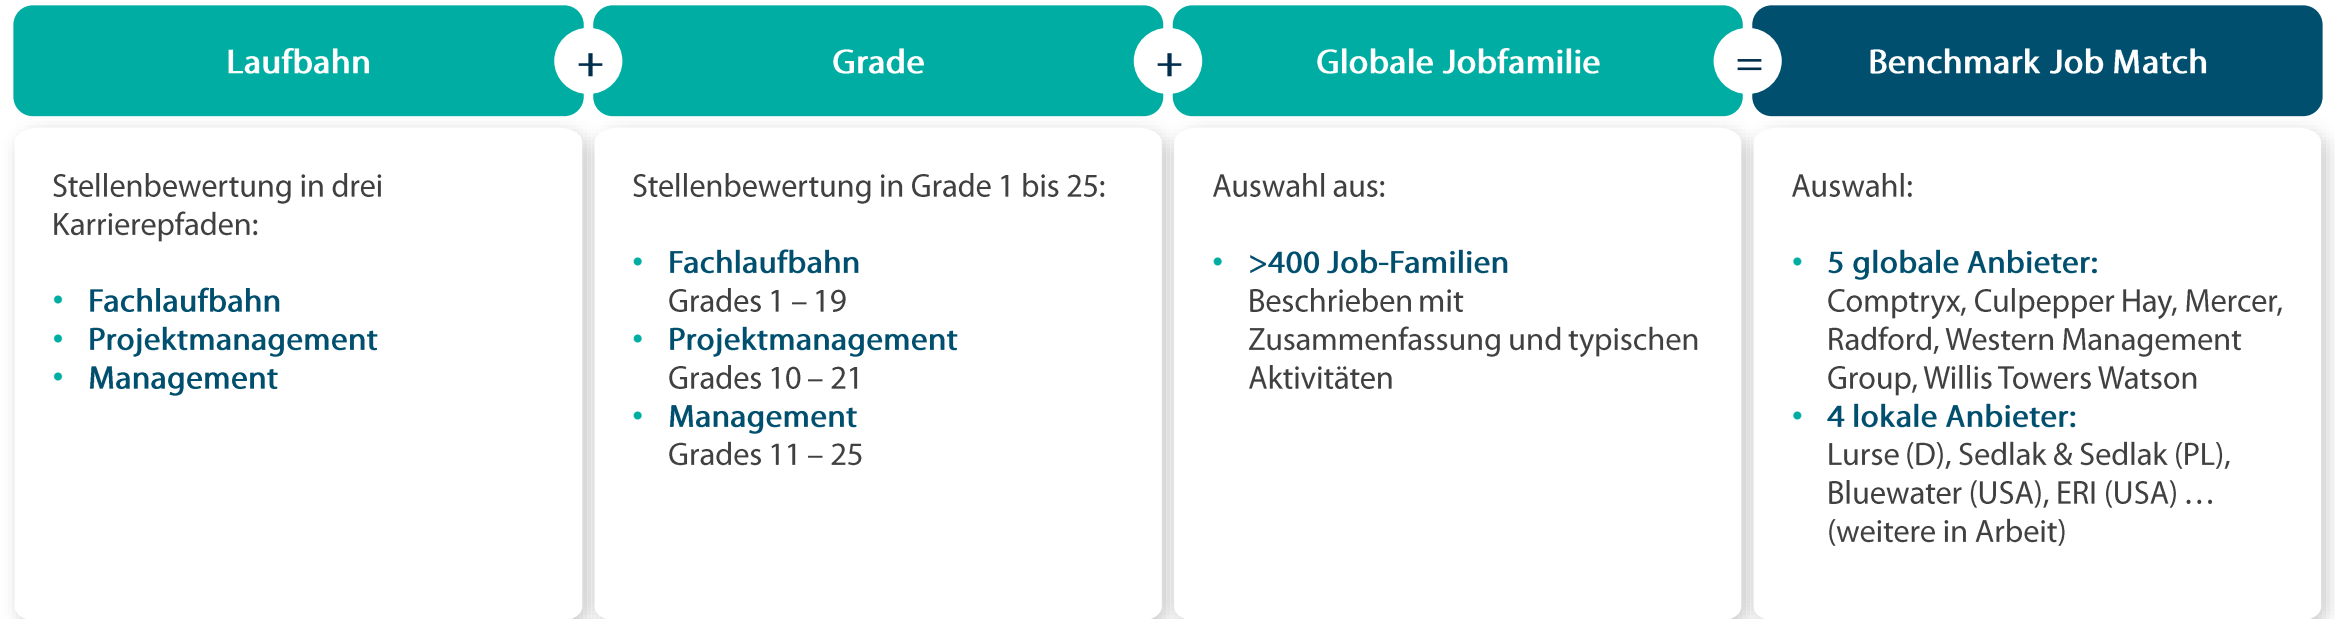 Laufbahn
+
Grade
+
Globale Jobfamilie
=
Benchmark Job Match
Stellenbewertung in drei
Karrierepfaden:
• Fachlaufbahn
• Projektmanagement
• Management
Stellenbewertung in Grade 1 bis 25:
• Fachlaufbahn
Grades 1 – 19
• Projektmanagement
Grades 10 – 21
• Management
Grades 11 – 25
Auswahl aus:
• >400 Job-Familien
Beschrieben mit
Zusammenfassung und typischen
Aktivitäten
Auswahl:
• 5 globale Anbieter:
Comptryx, Culpepper Hay, Mercer,
Radford, Western Management
Group, Willis Towers Watson
• 4 lokale Anbieter:
Lurse (D), Sedlak & Sedlak (PL),
Bluewater (USA), ERI (USA) …
(weitere in Arbeit)